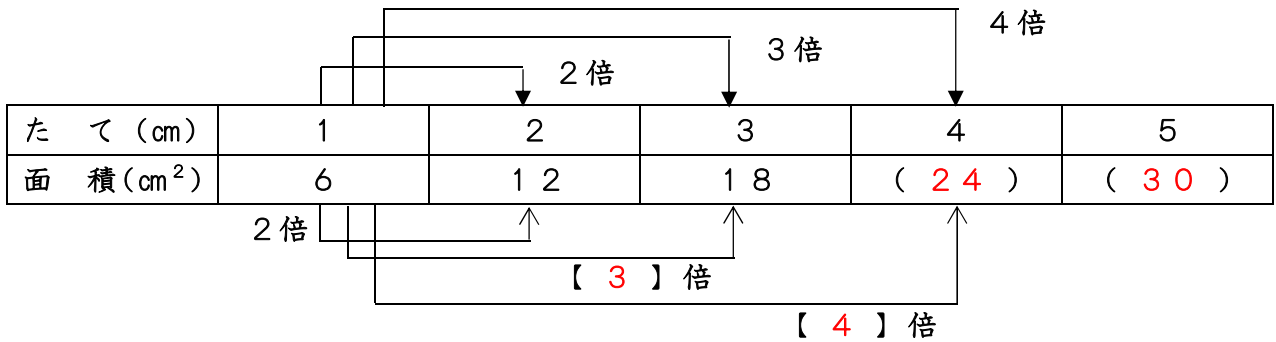 4倍
3倍
2倍
たて(cm) 1 2 3 4 5
面積(cm²) 6 12 18 (24) (30)
2倍
【3】倍
【4】倍